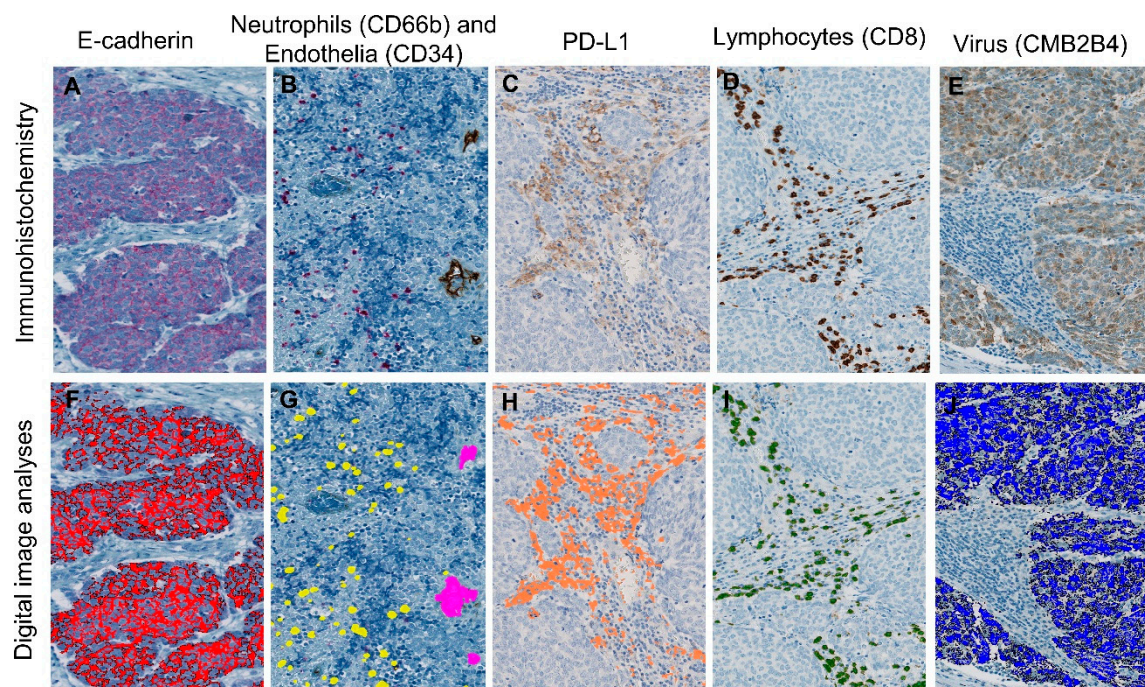 E-cadherin
Neutrophils (CD66b) and
Endothelia (CD34)
PD-L1
Lymphocytes (CD8)
Virus (CMB2B4)
Immunohistochemistry
A
B
C
D
E
Digital image analyses
F
G
H
I
J